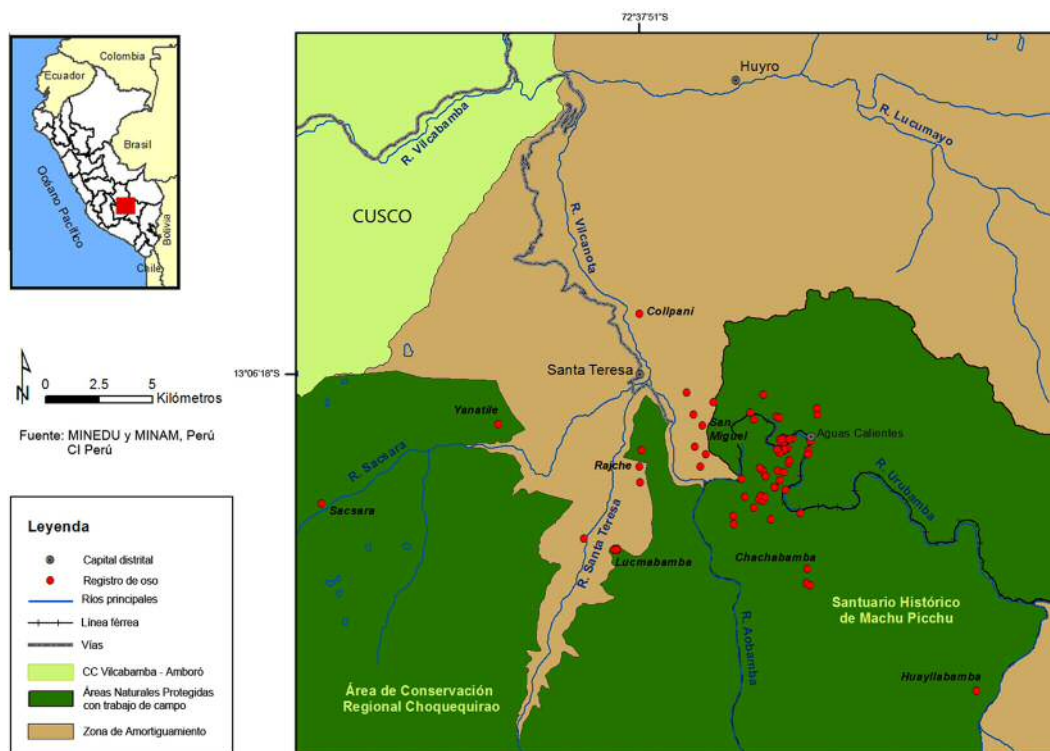 Colombia
Ecuador
Brasil
Océano Pacífico
Bolivia
Chile
N
0 2.5 5
Kilómetros
Fuente: MINEDU y MINAM, Perú
CI Perú
Leyenda
Capital distrital
Registro de oso
Ríos principales
Línea férrea
Vías
CC Vilcabamba - Amboró
Áreas Naturales Protegidas
con trabajo de campo
Zona de Amortiguamiento
72°37'51"S
13°06'18"S
Huyro
R. Vilcabamba
R. Lucumayo
CUSCO
R. Vilcanota
Collpani
Santa Teresa
Yanatile
San
Miguel
Aguas Calientes
R. Sacsara
Rajche
R. Urubamba
Sacsara
R. Santa Teresa
Lucmabamba
Chachabamba
Santuario Histórico
de Machu Picchu
R. Aobamba
Huayllabamba
Área de Conservación
Regional Choquequirao